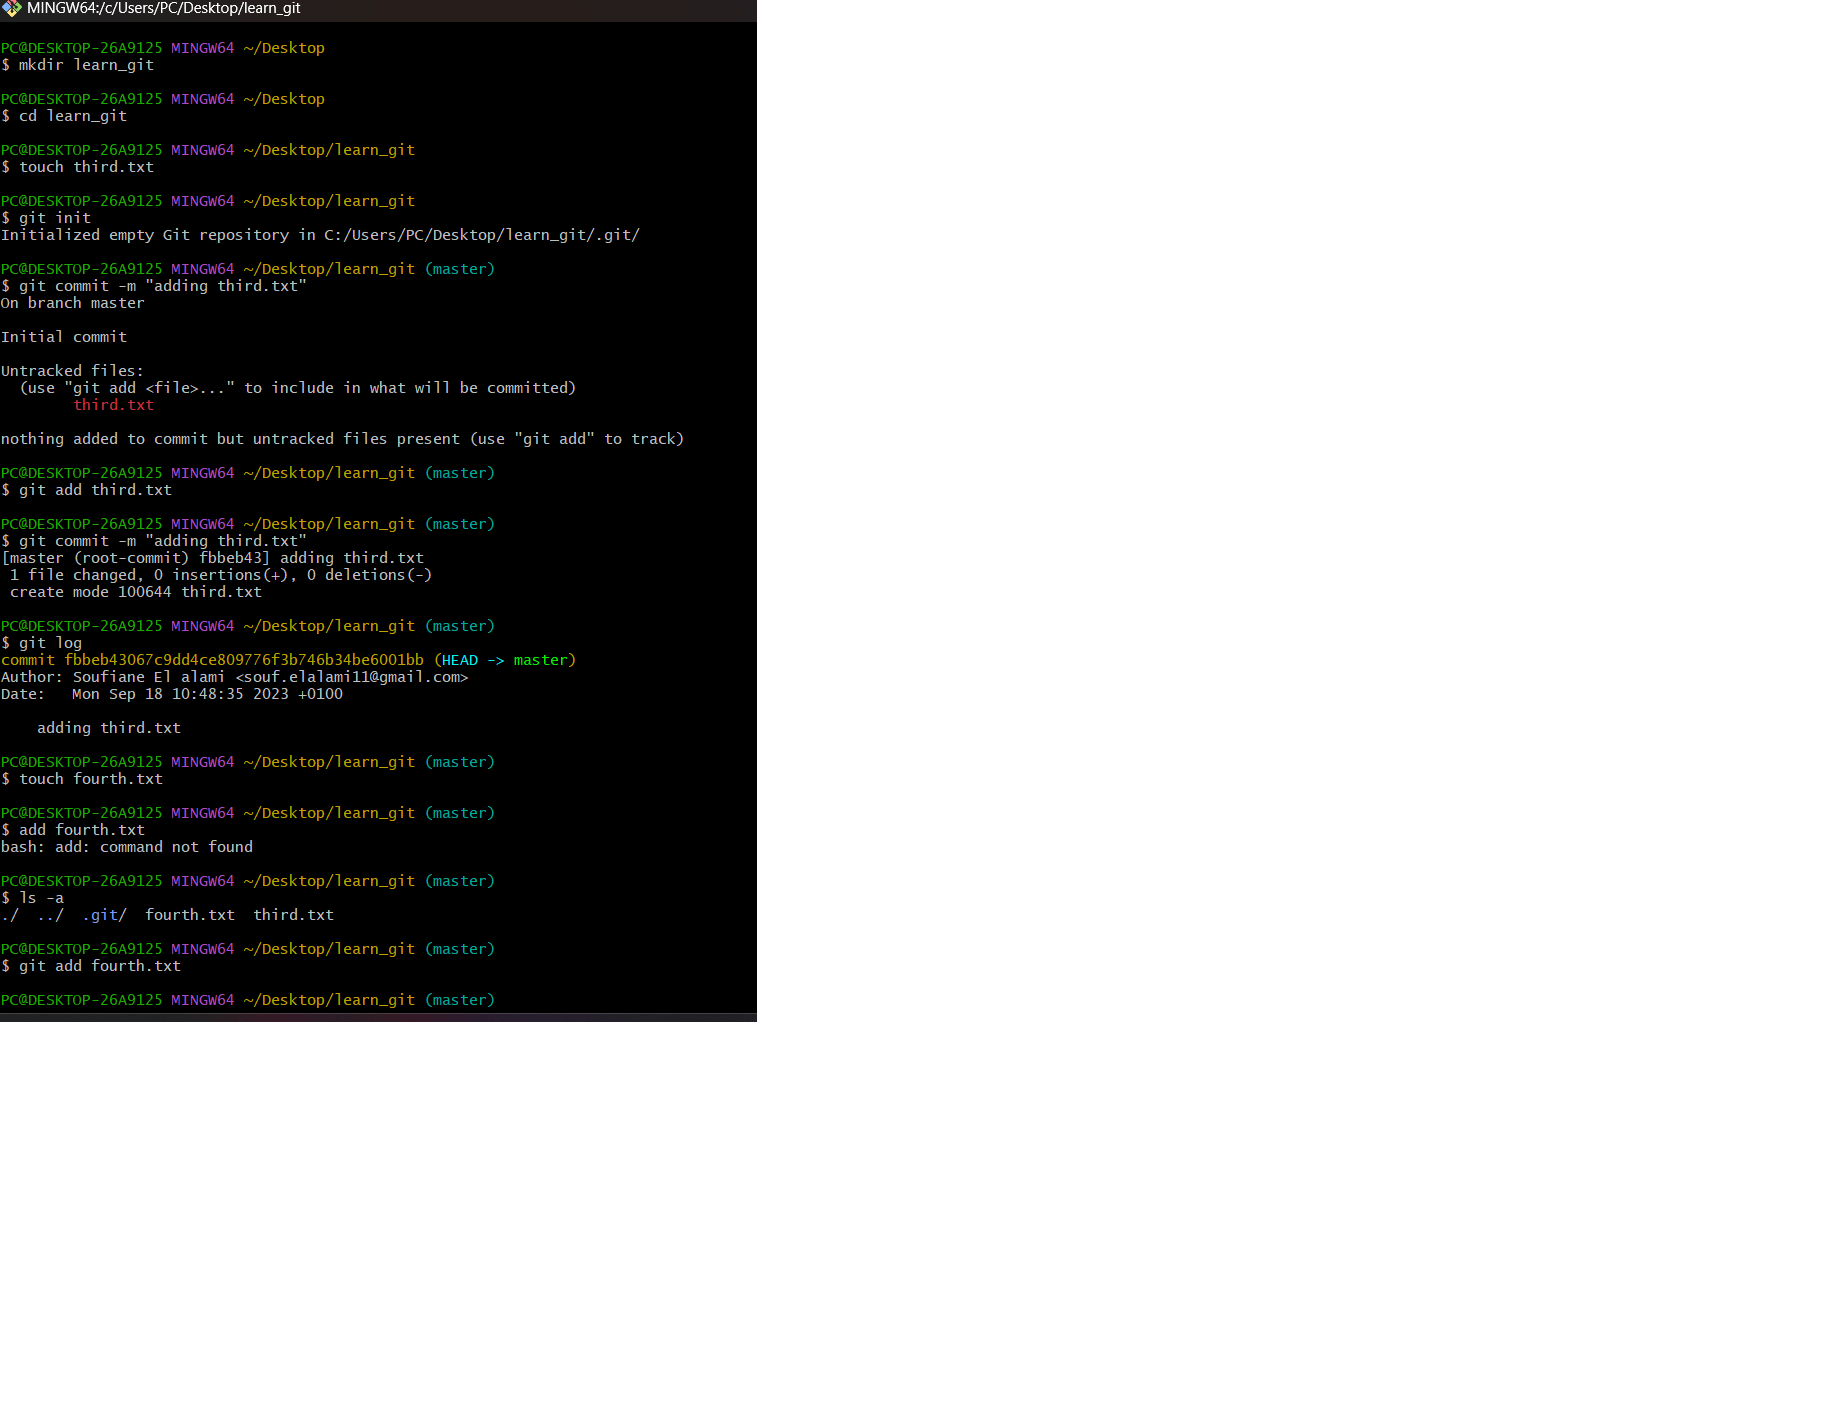 MINGW64:/c/Users/PC/Desktop/learn_git
PC@DESKTOP-26A9125 MINGW64 ~/Desktop
$ mkdir learn_git
PC@DESKTOP-26A9125 MINGW64 ~/Desktop
$ cd learn_git
PC@DESKTOP-26A9125 MINGW64 ~/Desktop/learn_git
$ touch third.txt
PC@DESKTOP-26A9125 MINGW64 ~/Desktop/learn_git
$ git init
Initialized empty Git repository in C:/Users/PC/Desktop/learn_git/.git/
PC@DESKTOP-26A9125 MINGW64 ~/Desktop/learn_git (master)
$ git commit -m "adding third.txt"
On branch master
Initial commit
Untracked files:
  (use "git add <file>..." to include in what will be committed)
        third.txt
nothing added to commit but untracked files present (use "git add" to track)
PC@DESKTOP-26A9125 MINGW64 ~/Desktop/learn_git (master)
$ git add third.txt
PC@DESKTOP-26A9125 MINGW64 ~/Desktop/learn_git (master)
$ git commit -m "adding third.txt"
[master (root-commit) fbbeb43] adding third.txt
 1 file changed, 0 insertions(+), 0 deletions(-)
 create mode 100644 third.txt
PC@DESKTOP-26A9125 MINGW64 ~/Desktop/learn_git (master)
$ git log
commit fbbeb43067c9dd4ce809776f3b746b34be6001bb (HEAD -> master)
Author: Soufiane El alami <souf.elalami11@gmail.com>
Date:   Mon Sep 18 10:48:35 2023 +0100
    adding third.txt
PC@DESKTOP-26A9125 MINGW64 ~/Desktop/learn_git (master)
$ touch fourth.txt
PC@DESKTOP-26A9125 MINGW64 ~/Desktop/learn_git (master)
$ add fourth.txt
bash: add: command not found
PC@DESKTOP-26A9125 MINGW64 ~/Desktop/learn_git (master)
$ ls -a
./  ../  .git/  fourth.txt  third.txt
PC@DESKTOP-26A9125 MINGW64 ~/Desktop/learn_git (master)
$ git add fourth.txt
PC@DESKTOP-26A9125 MINGW64 ~/Desktop/learn_git (master)